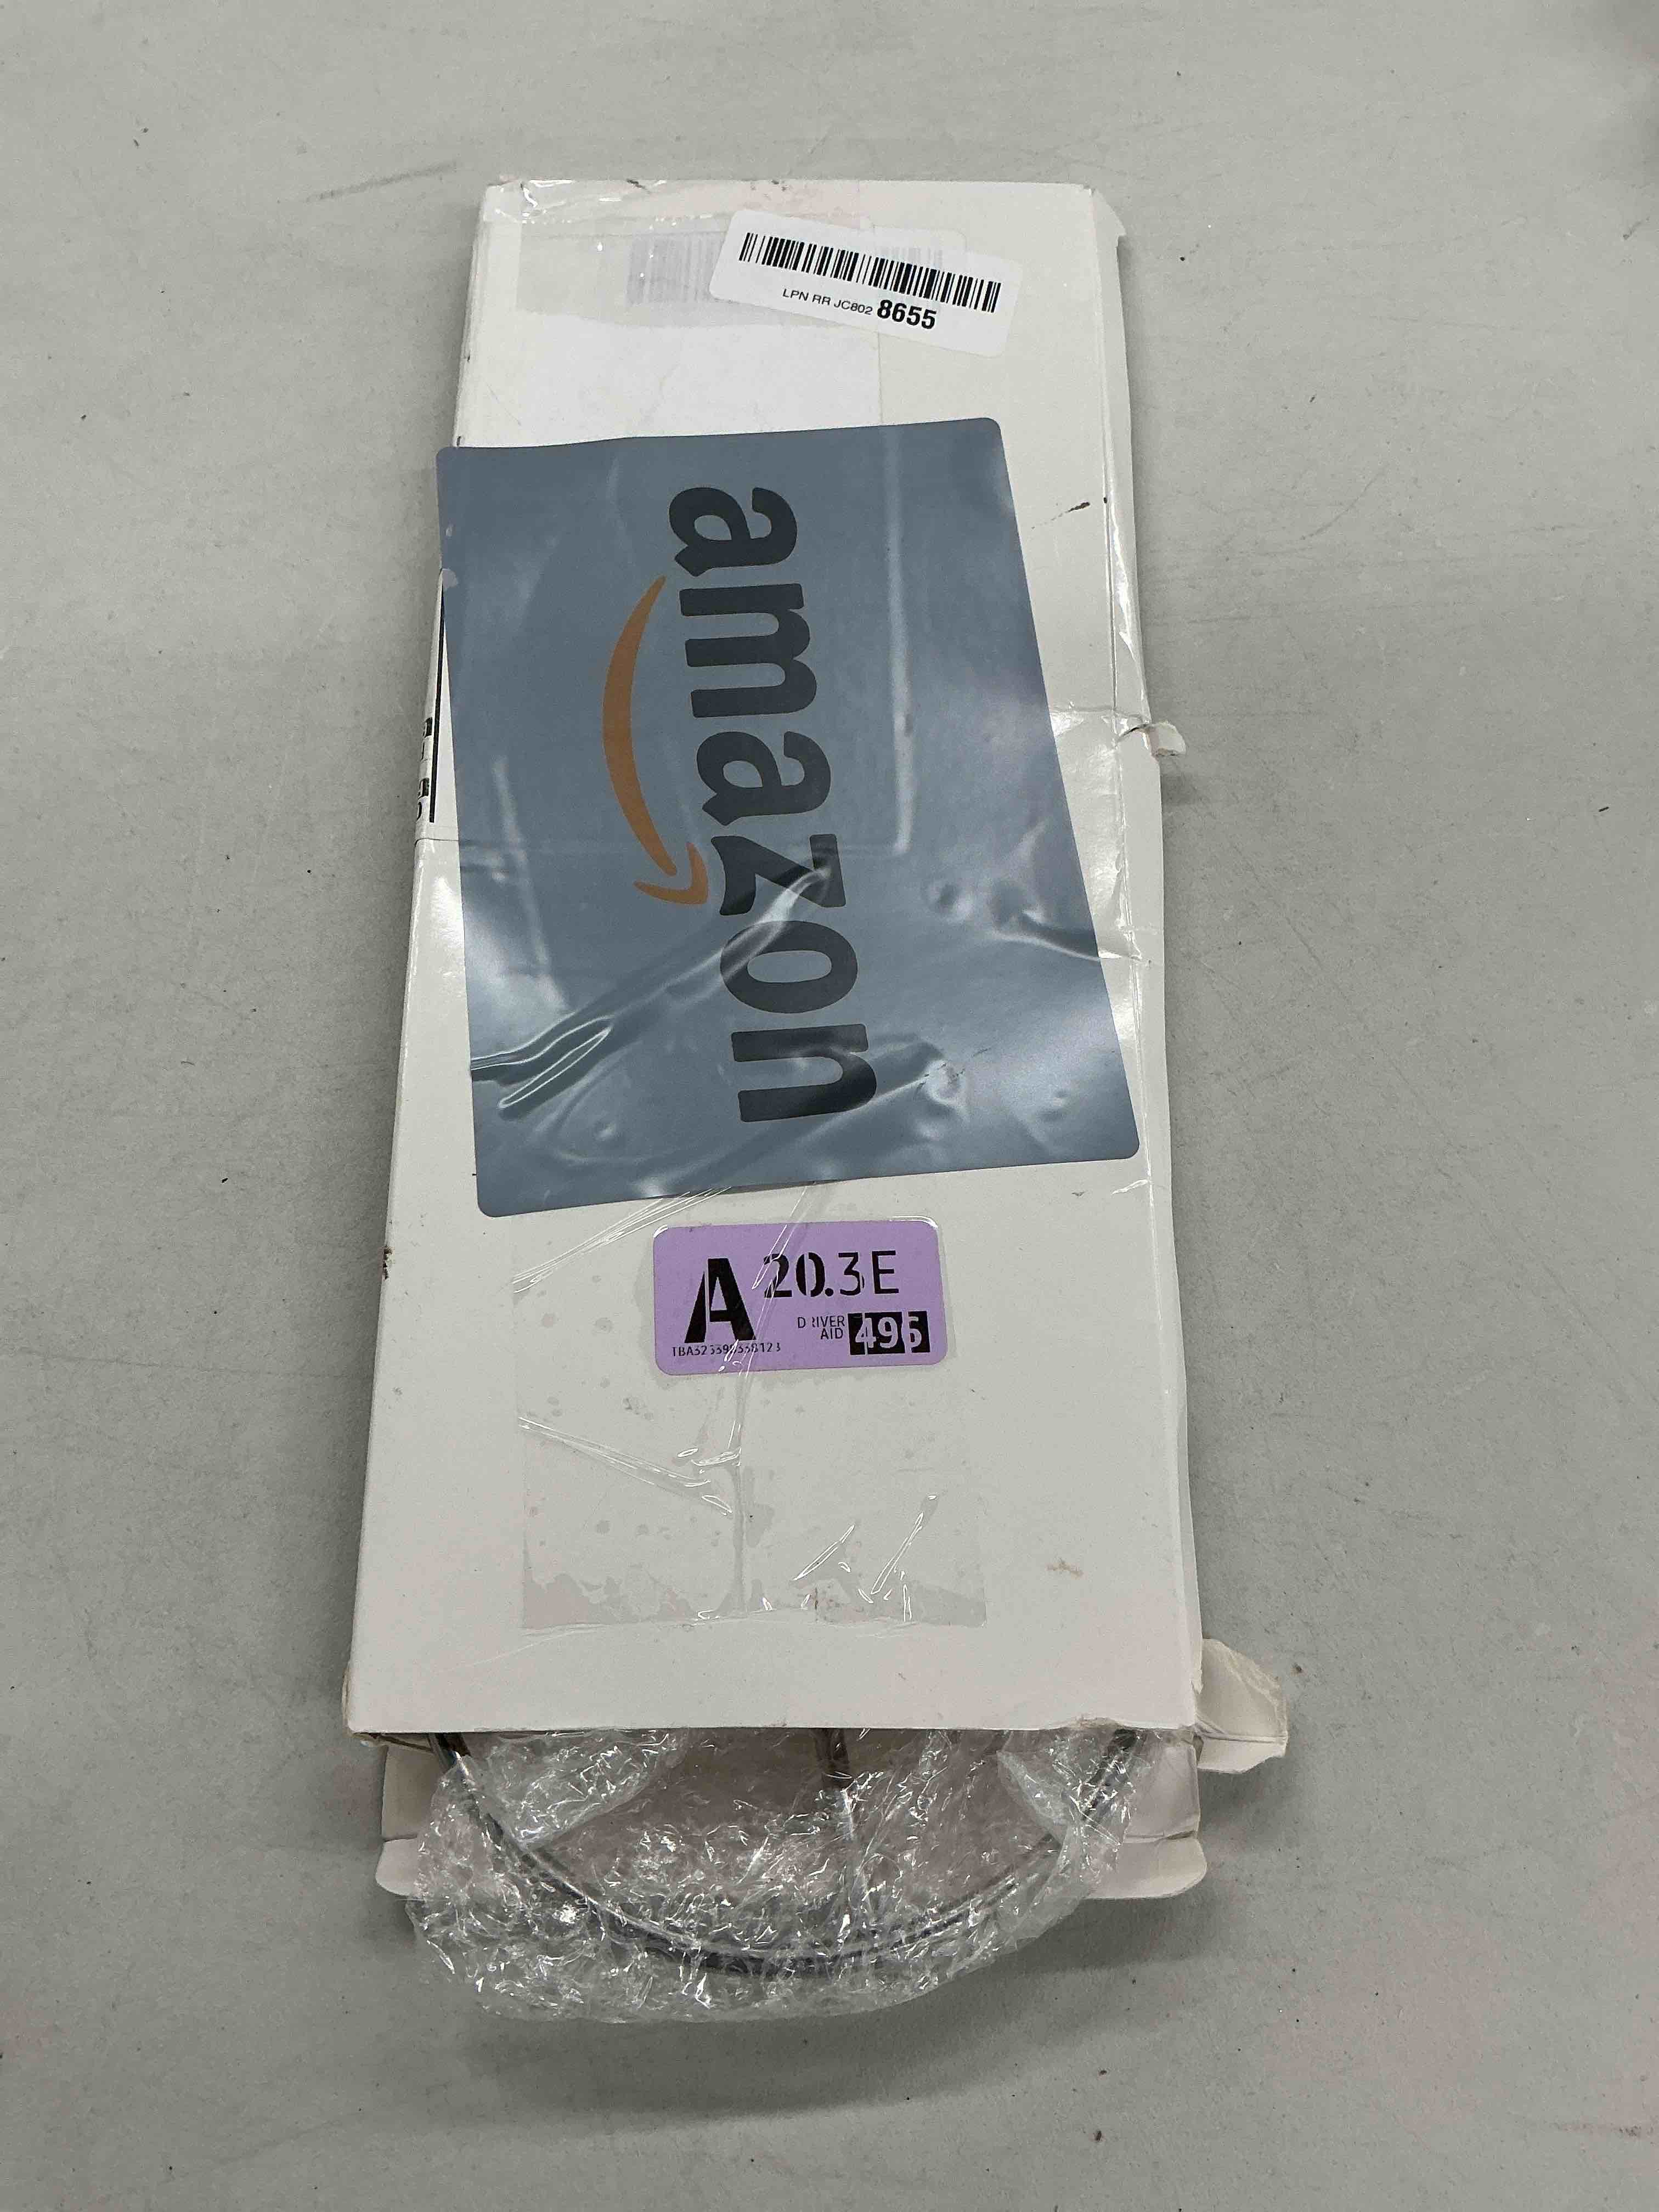 LPN RR JC802 8655
amazon
A 20.3E
DRIVER
AID 496